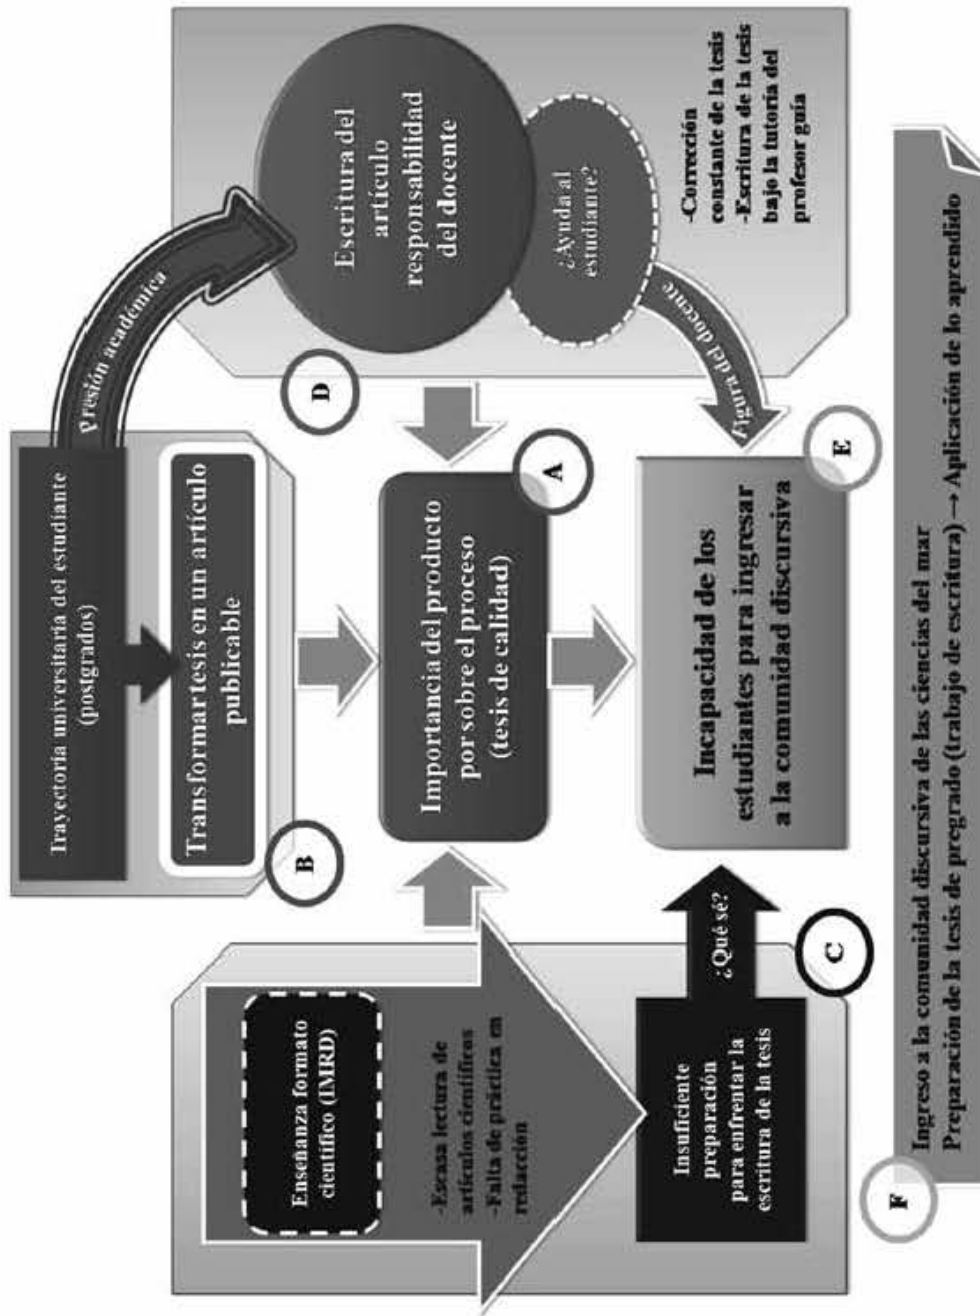 Trayectoria universitaria del estudiante
(postgrados)
Presión académica
Transformar tesis en un artículo
publicable
B
Enseñanza formato
científico (IMRD)
-Escasa lectura de
artículos científicos
-Falta de práctica en
redacción
Insuficiente
preparación
para enfrentar la
escritura de la tesis
¿Qué sé?
C
Importancia del producto
por sobre el proceso
(tesis de calidad)
A
Escritura del
artículo
responsabilidad
del docente
D
¿Ayuda al
estudiante?
Figura del docente
-Corrección
constante de la tesis
-Escritura de la tesis
bajo la tutoría del
profesor guía
Incapacidad de los
estudiantes para ingresar
a la comunidad discursiva
E
F
Ingreso a la comunidad discursiva de las ciencias del mar
Preparación de la tesis de pregrado (trabajo de escritura) → Aplicación de lo aprendido